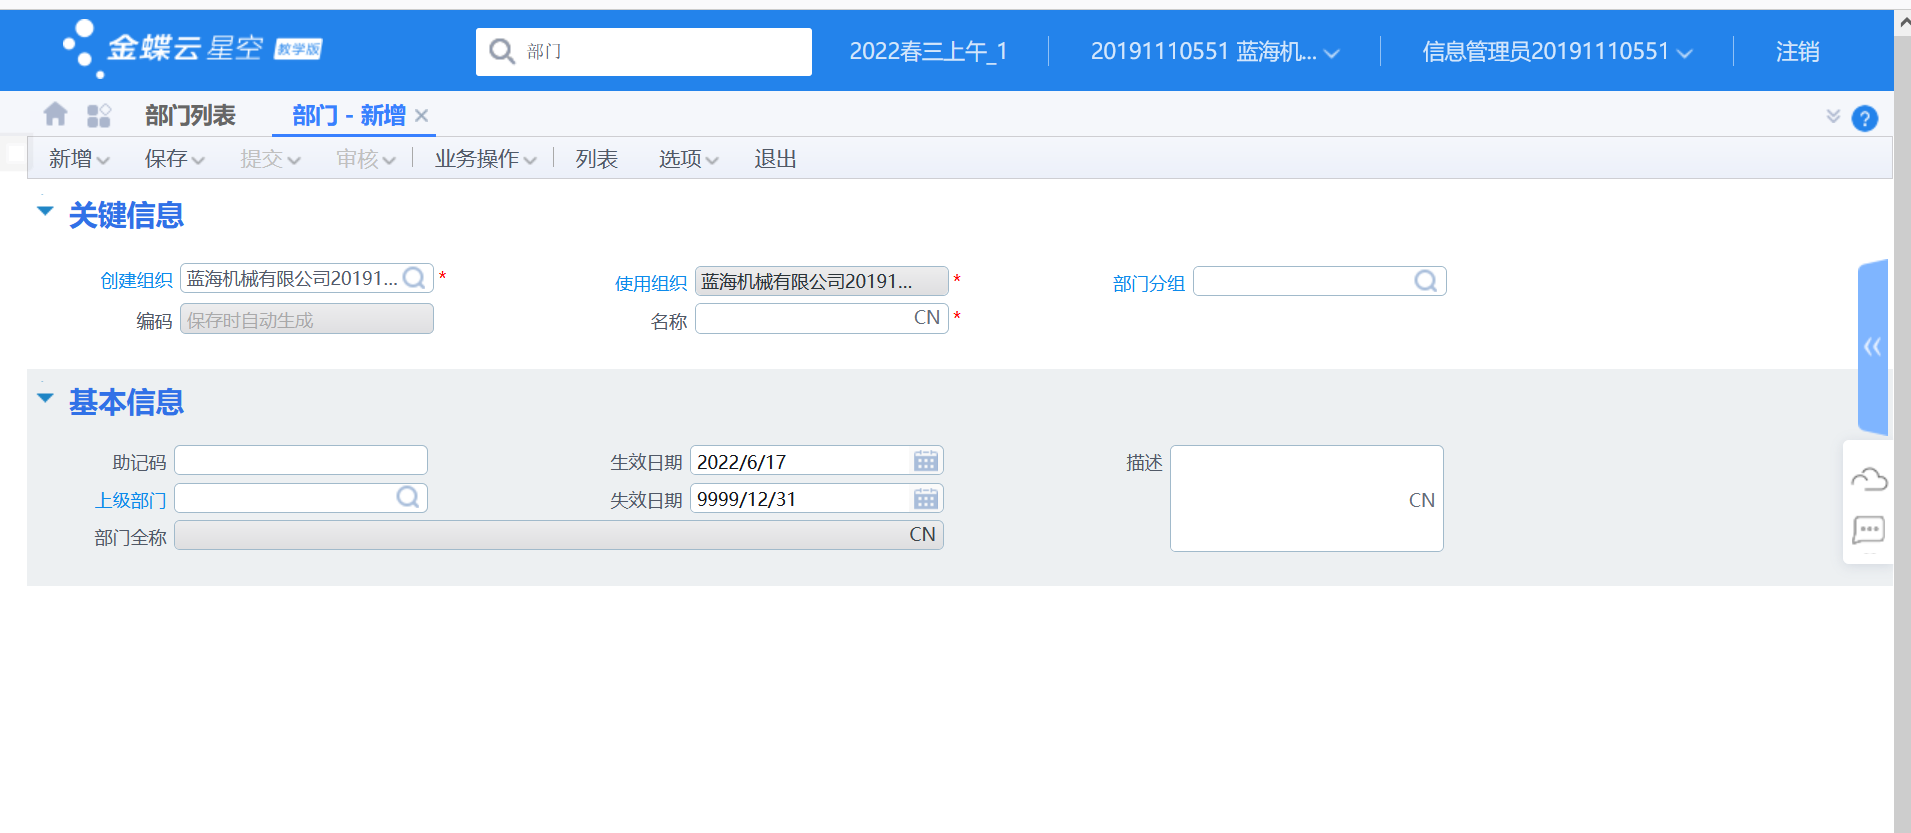 金蝶云 星空 教学版 部门 2022春三上午_1 20191110551 蓝海机... 信息管理员20191110551 注销
部门列表 部门 - 新增
新增 保存 提交 审核 业务操作 列表 选项 退出
关键信息
创建组织 蓝海机械有限公司20191... * 使用组织 蓝海机械有限公司20191... * 部门分组
编码 保存时自动生成 名称 CN *
基本信息
助记码 生效日期 2022/6/17 描述
上级部门 失效日期 9999/12/31 CN
部门全称 CN